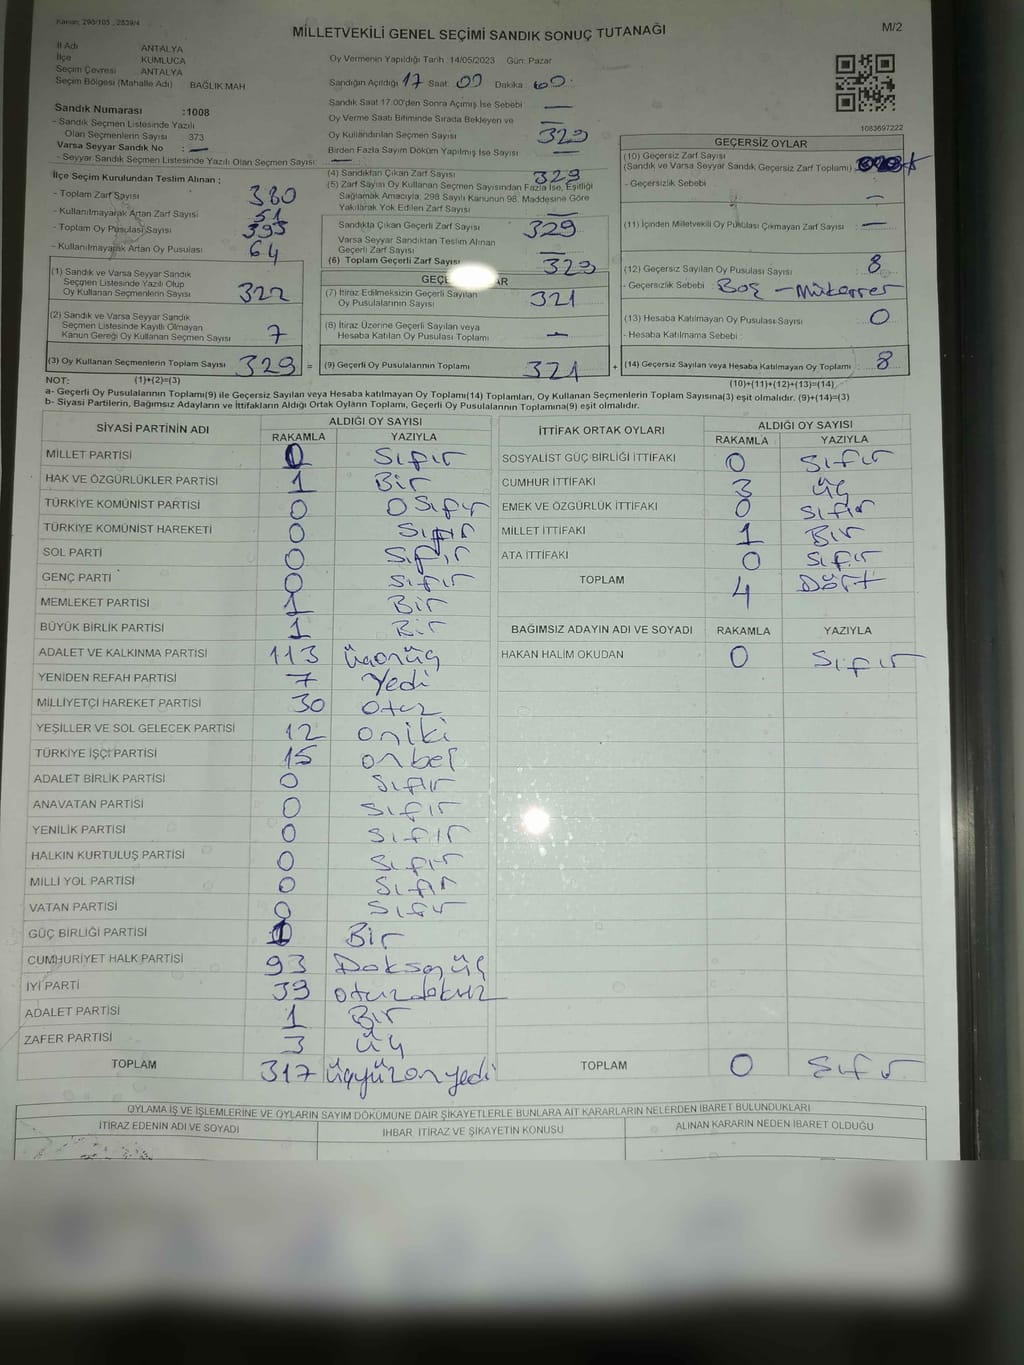 Kanun: 298/105 , 2839/4
MİLLETVEKİLİ GENEL SEÇİMİ SANDIK SONUÇ TUTANAĞI
M/2
İl Adı ANTALYA
İlçe KUMLUCA
Seçim Çevresi ANTALYA
Seçim Bölgesi (Mahalle Adı) BAĞLIK MAH
Sandık Numarası :1008
- Sandık Seçmen Listesinde Yazılı
Olan Seçmenlerin Sayısı 373
Varsa Seyyar Sandık No : —
- Seyyar Sandık Seçmen Listesinde Yazılı Olan Seçmen Sayısı: —
İlçe Seçim Kurulundan Teslim Alınan ;
- Toplam Zarf Sayısı 380
- Kullanılmayarak Artan Zarf Sayısı 51
- Toplam Oy Pusulası Sayısı 393
- Kullanılmayarak Artan Oy Pusulası 64
(1) Sandık ve Varsa Seyyar Sandık
Seçmen Listesinde Yazılı Olup
Oy Kullanan Seçmenlerin Sayısı 322
(2) Sandık ve Varsa Seyyar Sandık
Seçmen Listesinde Kayıtlı Olmayan
Kanun Gereği Oy Kullanan Seçmen Sayısı 7
(3) Oy Kullanan Seçmenlerin Toplam Sayısı 329 =
Oy Vermenin Yapıldığı Tarih :14/05/2023 Gün: Pazar
Sandığın Açıldığı 17 Saat 00 Dakika
Sandık Saat 17:00'den Sonra Açımış İse Sebebi —
Oy Verme Saati Bitiminde Sırada Bekleyen ve
Oy Kullandırılan Seçmen Sayısı 329
Birden Fazla Sayım Döküm Yapılmış İse Sayısı —
(4) Sandıktan Çıkan Zarf Sayısı 329
(5) Zarf Sayısı Oy Kullanan Seçmen Sayısından Fazla İse, Eşitliği
Sağlamak Amacıyla, 298 Sayılı Kanunun 98. Maddesine Göre
Yakılarak Yok Edilen Zarf Sayısı —
Sandıkta Çıkan Geçerli Zarf Sayısı 329
Varsa Seyyar Sandıktan Teslim Alınan
Geçerli Zarf Sayısı —
(6) Toplam Geçerli Zarf Sayısı 329
(7) İtiraz Edilmeksizin Geçerli Sayılan
Oy Pusulalarının Sayısı 321
(8) İtiraz Üzerine Geçerli Sayılan veya
Hesaba Katılan Oy Pusulası Toplamı —
(9) Geçerli Oy Pusulalarının Toplamı 321 +
1083697222
GEÇERSİZ OYLAR
(10) Geçersiz Zarf Sayısı
(Sandık ve Varsa Seyyar Sandık Geçersiz Zarf Toplamı)
- Geçersizlik Sebebi —
(11) İçinden Milletvekili Oy Pusulası Çıkmayan Zarf Sayısı —
(12) Geçersiz Sayılan Oy Pusulası Sayısı 8
- Geçersizlik Sebebi Boş - Mükerrer
(13) Hesaba Katılmayan Oy Pusulası Sayısı 0
- Hesaba Katılmama Sebebi
(14) Geçersiz Sayılan veya Hesaba Katılmayan Oy Toplamı 8
NOT: (1)+(2)=(3) (10)+(11)+(12)+(13)=(14)
a- Geçerli Oy Pusulalarının Toplamı(9) ile Geçersiz Sayılan veya Hesaba katılmayan Oy Toplamı(14) Toplamları, Oy Kullanan Seçmenlerin Toplam Sayısına(3) eşit olmalıdır. (9)+(14)=(3)
b- Siyasi Partilerin, Bağımsız Adayların ve İttifakların Aldığı Ortak Oyların Toplamı, Geçerli Oy Pusulalarının Toplamına(9) eşit olmalıdır.
SİYASİ PARTİNİN ADI ALDIĞI OY SAYISI
RAKAMLA YAZIYLA
MİLLET PARTİSİ 0 Sıfır
HAK VE ÖZGÜRLÜKLER PARTİSİ 1 Bir
TÜRKİYE KOMÜNİST PARTİSİ 0 0 Sıfır
TÜRKİYE KOMÜNİST HAREKETİ 0 Sıfır
SOL PARTİ 0 Sıfır
GENÇ PARTİ 0 Sıfır
MEMLEKET PARTİSİ 1 Bir
BÜYÜK BİRLİK PARTİSİ 1 Bir
ADALET VE KALKINMA PARTİSİ 113
YENİDEN REFAH PARTİSİ 7 Yedi
MİLLİYETÇİ HAREKET PARTİSİ 30 otuz
YEŞİLLER VE SOL GELECEK PARTİSİ 12 oniki
TÜRKİYE İŞÇİ PARTİSİ 15 onbeş
ADALET BİRLİK PARTİSİ 0 Sıfır
ANAVATAN PARTİSİ 0 Sıfır
YENİLİK PARTİSİ 0 Sıfır
HALKIN KURTULUŞ PARTİSİ 0 Sıfır
MİLLİ YOL PARTİSİ 0 Sıfır
VATAN PARTİSİ 0 Sıfır
GÜÇ BİRLİĞİ PARTİSİ 1 Bir
CUMHURİYET HALK PARTİSİ 93 Doksanüç
İYİ PARTİ 39 otuzdokuz
ADALET PARTİSİ 1 Bir
ZAFER PARTİSİ 3 üç
TOPLAM 317 üçyüzonyedi
İTTİFAK ORTAK OYLARI ALDIĞI OY SAYISI
RAKAMLA YAZIYLA
SOSYALİST GÜÇ BİRLİĞİ İTTİFAKI 0 Sıfır
CUMHUR İTTİFAKI 3 üç
EMEK VE ÖZGÜRLÜK İTTİFAKI 0 Sıfır
MİLLET İTTİFAKI 1 Bir
ATA İTTİFAKI 0 Sıfır
TOPLAM 4 Dört
BAĞIMSIZ ADAYIN ADI VE SOYADI RAKAMLA YAZIYLA
HAKAN HALİM OKUDAN 0 Sıfır
TOPLAM 0 Sıfır
OYLAMA İŞ VE İŞLEMLERİNE VE OYLARIN SAYIM DÖKÜMÜNE DAİR ŞİKAYETLERLE BUNLARA AİT KARARLARIN NELERDEN İBARET BULUNDUKLARI
İTİRAZ EDENİN ADI VE SOYADI İHBAR, İTİRAZ VE ŞİKAYETİN KONUSU ALINAN KARARIN NEDEN İBARET OLDUĞU